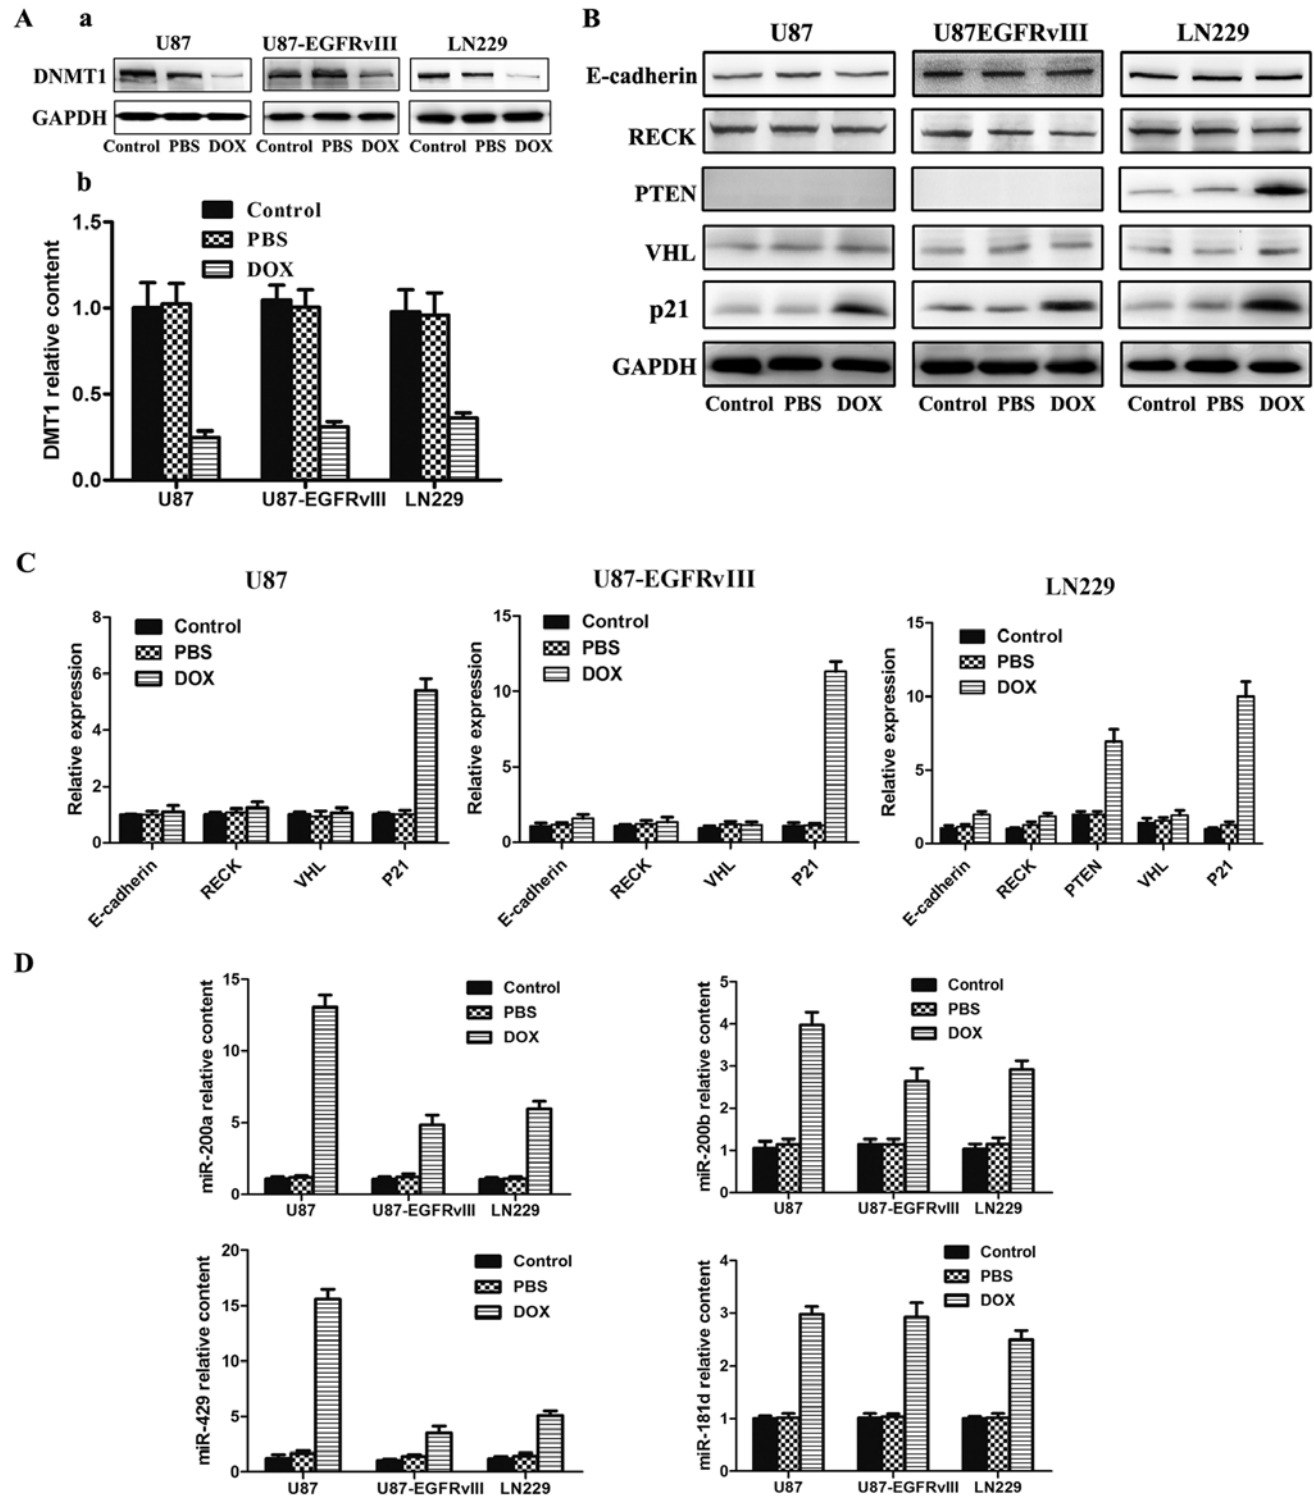 A a
U87 U87-EGFRvIII LN229
DNMT1
GAPDH
Control PBS DOX Control PBS DOX Control PBS DOX
b
Control
PBS
DOX
DMT1 relative content
1.5
1.0
0.5
0.0
U87 U87-EGFRvIII LN229
B
U87 U87EGFRvIII LN229
E-cadherin
RECK
PTEN
VHL
p21
GAPDH
Control PBS DOX Control PBS DOX Control PBS DOX
C
U87
Control
PBS
DOX
Relative expression
8
6
4
2
0
E-cadherin RECK VHL P21
U87-EGFRvIII
Control
PBS
DOX
Relative expression
15
10
5
0
E-cadherin RECK VHL P21
LN229
Control
PBS
DOX
Relative expression
15
10
5
0
E-cadherin RECK PTEN VHL P21
D
Control
PBS
DOX
miR-200a relative content
15
10
5
0
U87 U87-EGFRvIII LN229
Control
PBS
DOX
miR-200b relative content
5
4
3
2
1
0
U87 U87-EGFRvIII LN229
Control
PBS
DOX
miR-429 relative content
20
15
10
5
0
U87 U87-EGFRvIII LN229
Control
PBS
DOX
miR-181d relative content
4
3
2
1
0
U87 U87-EGFRvIII LN229